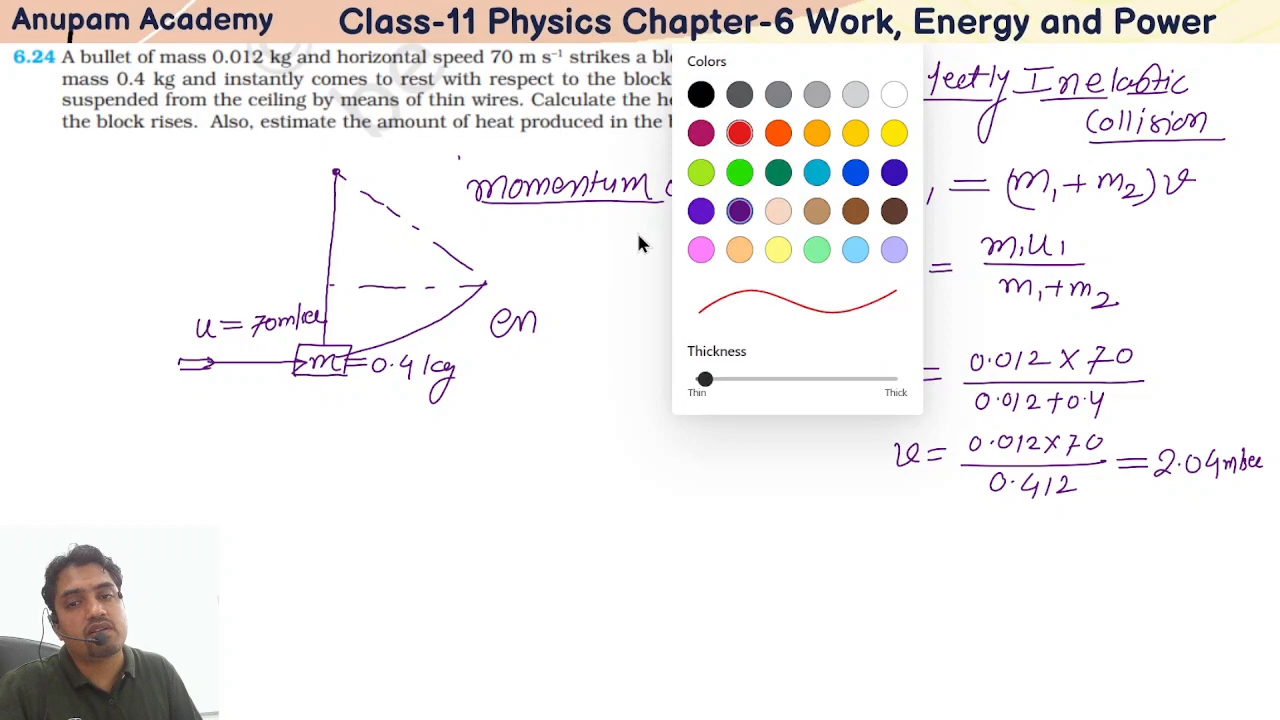 Anupam Academy Class-11 Physics Chapter-6 Work, Energy and Power
6.24 A bullet of mass 0.012 kg and horizontal speed 70 m s⁻¹ strikes a
mass 0.4 kg and instantly comes to rest with respect to the block
suspended from the ceiling by means of thin wires. Calculate the
the block rises. Also, estimate the amount of heat produced in the
Colors
Thickness
Thin Thick
Inelastic
Collision
momentum
= (m₁+m₂)v
= m₁u₁
m₁+m₂
u = 70m/sec
en
m = 0.4 kg
= 0.012 × 70
0.012+0.4
v = 0.012×70 = 2.04m/sec
0.412